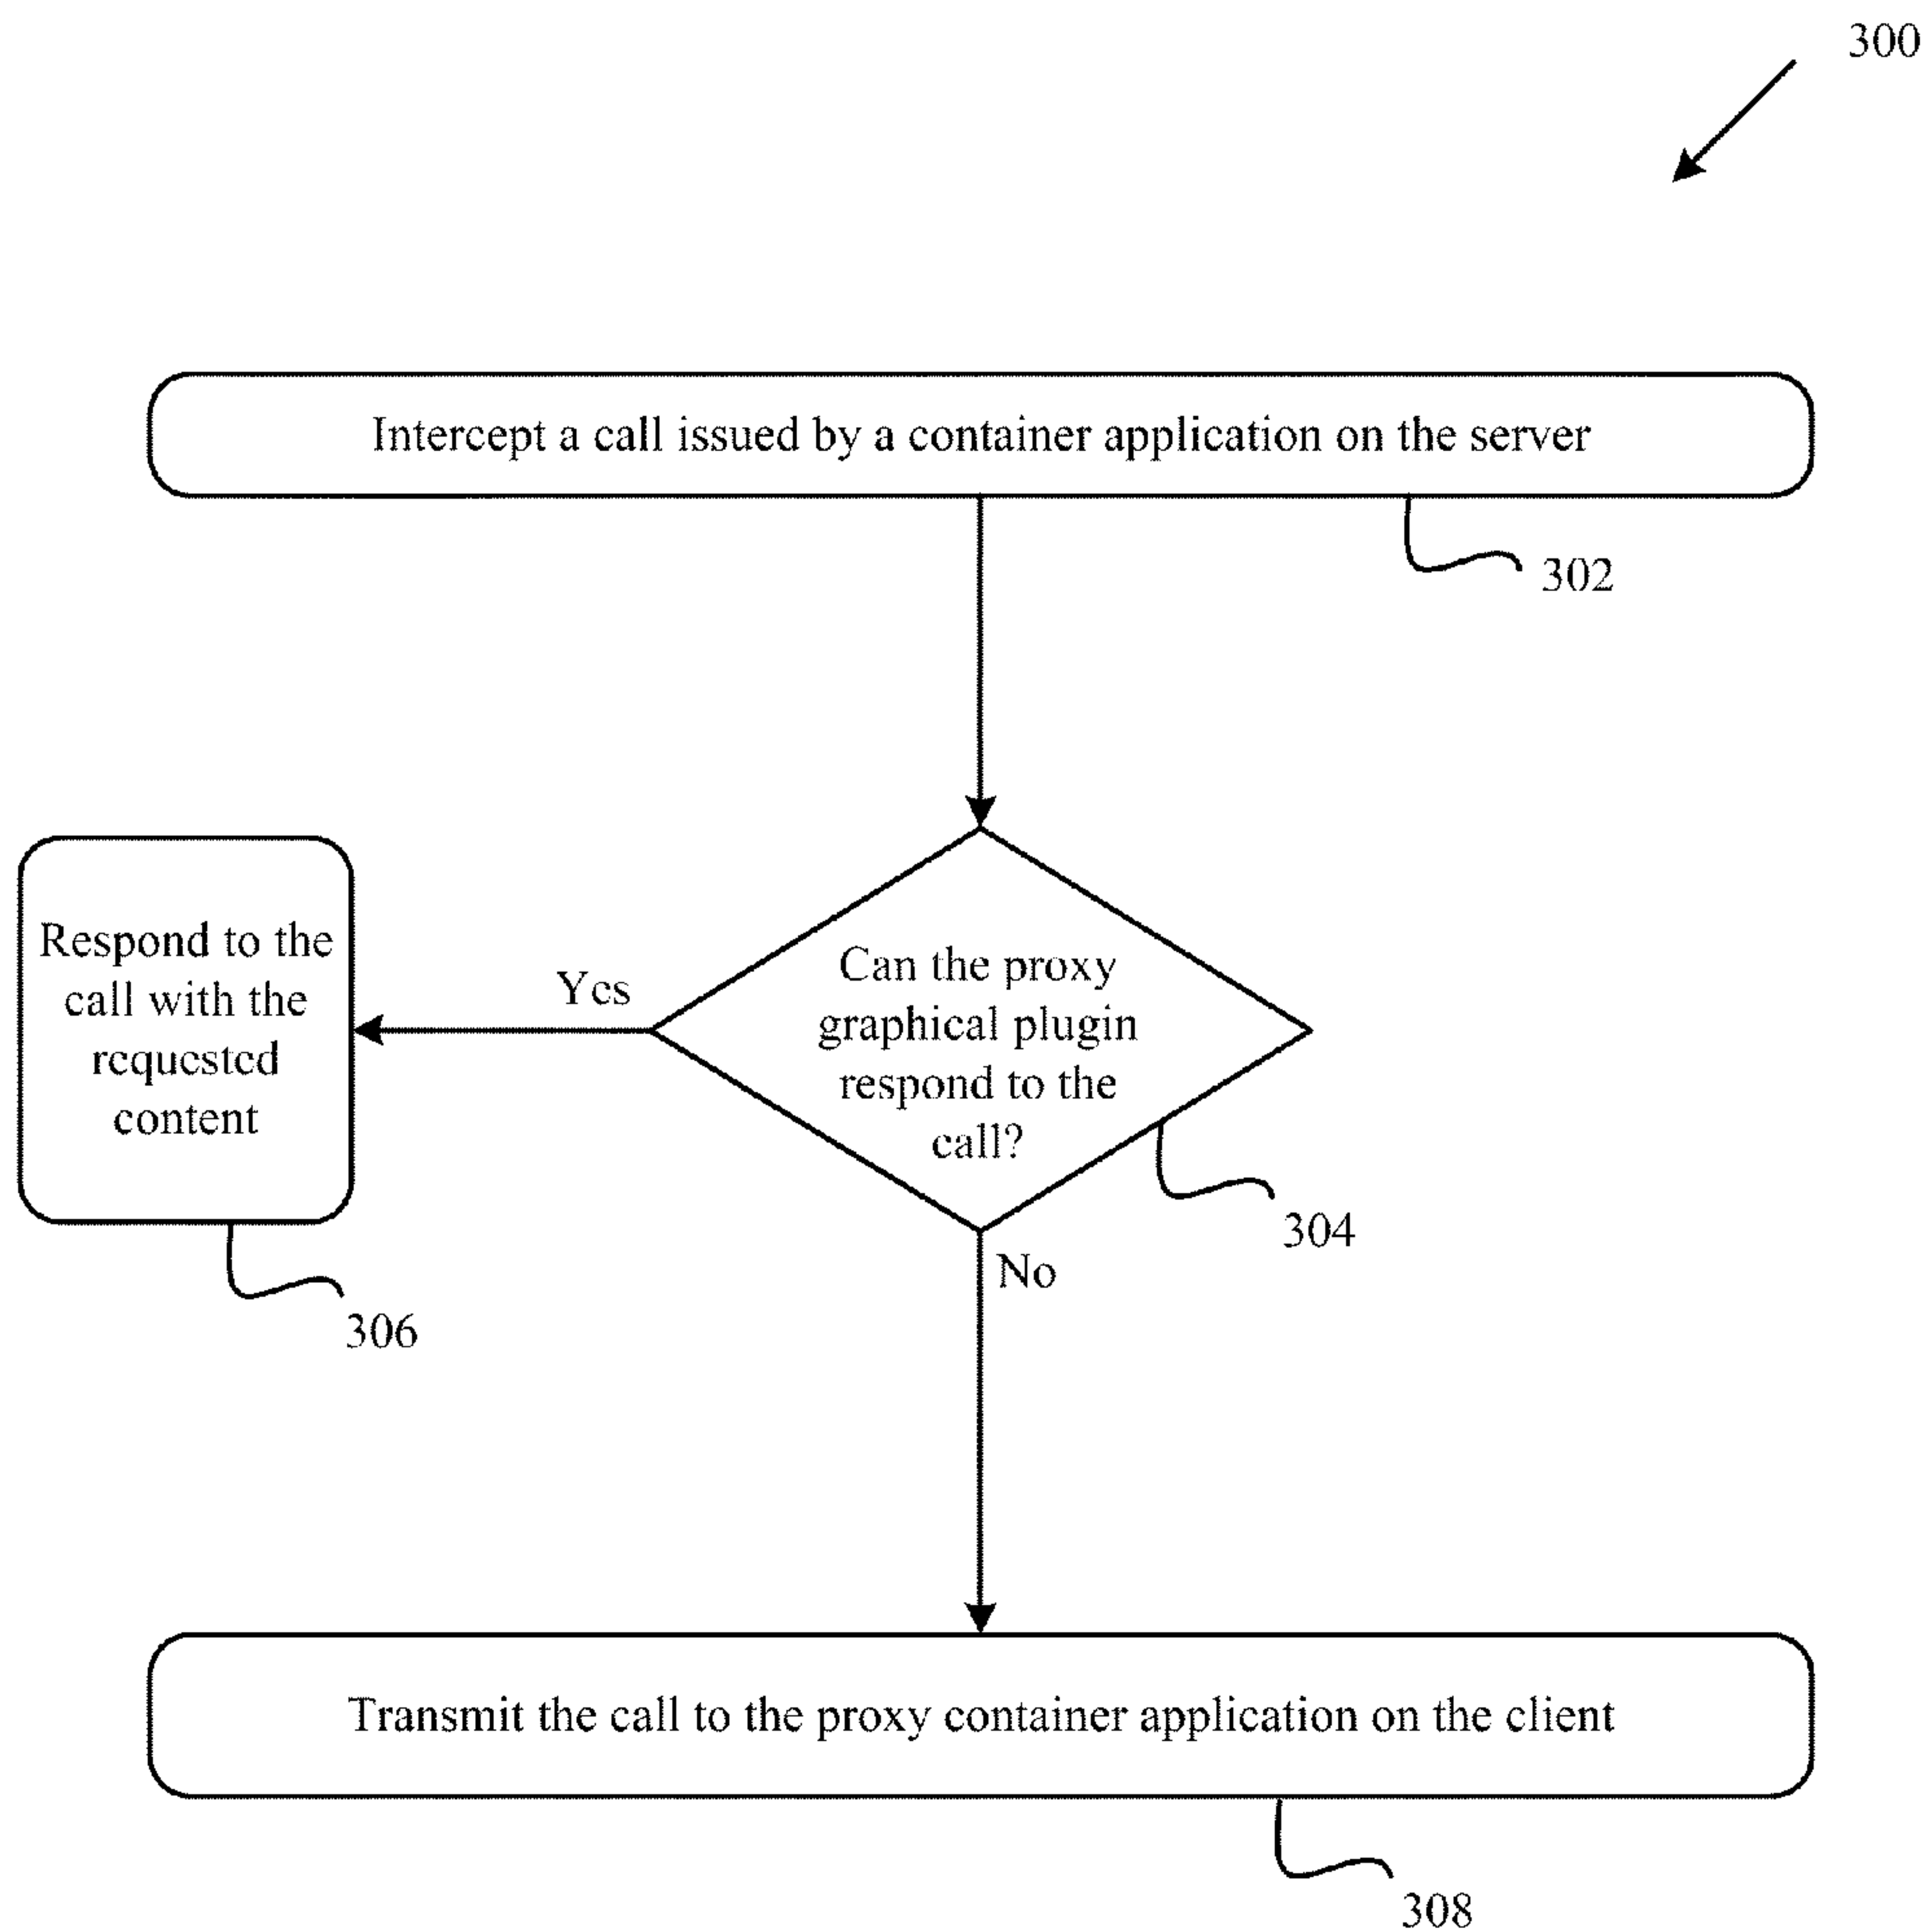 300
Intercept a call issued by a container application on the server
302
Respond to the
call with the
requested
content
306
Yes
Can the proxy
graphical plugin
respond to the
call?
304
No
Transmit the call to the proxy container application on the client
308